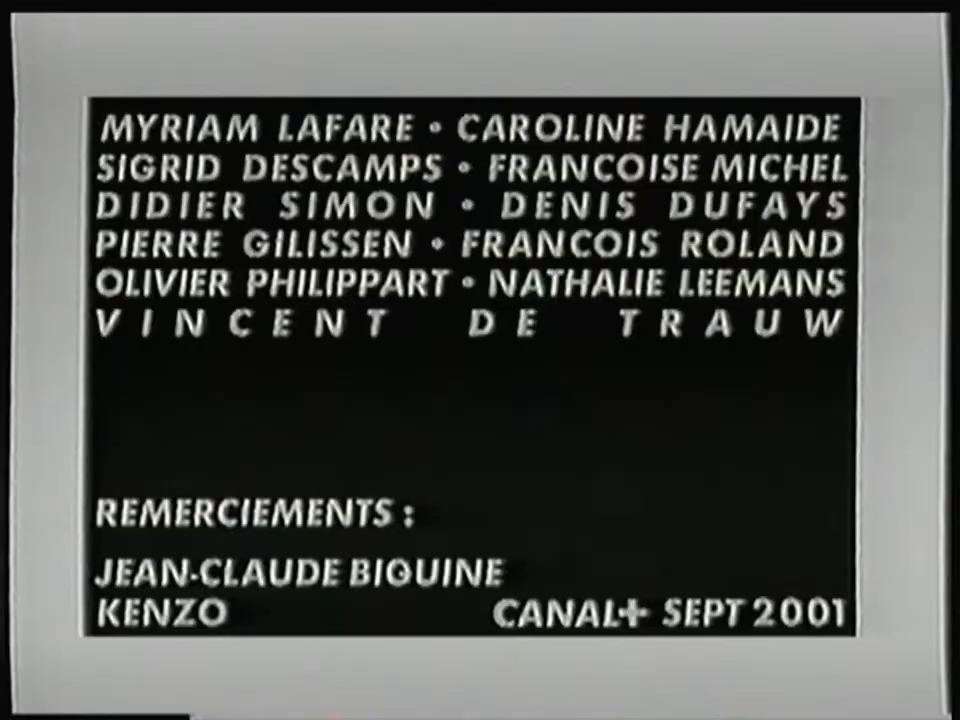 MYRIAM LAFARE • CAROLINE HAMAIDE
SIGRID DESCAMPS • FRANCOISE MICHEL
DIDIER SIMON • DENIS DUFAYS
PIERRE GILISSEN • FRANCOIS ROLAND
OLIVIER PHILIPPART • NATHALIE LEEMANS
VINCENT DE TRAUW
REMERCIEMENTS :
JEAN-CLAUDE BIGUINE
KENZO CANAL+ SEPT 2001